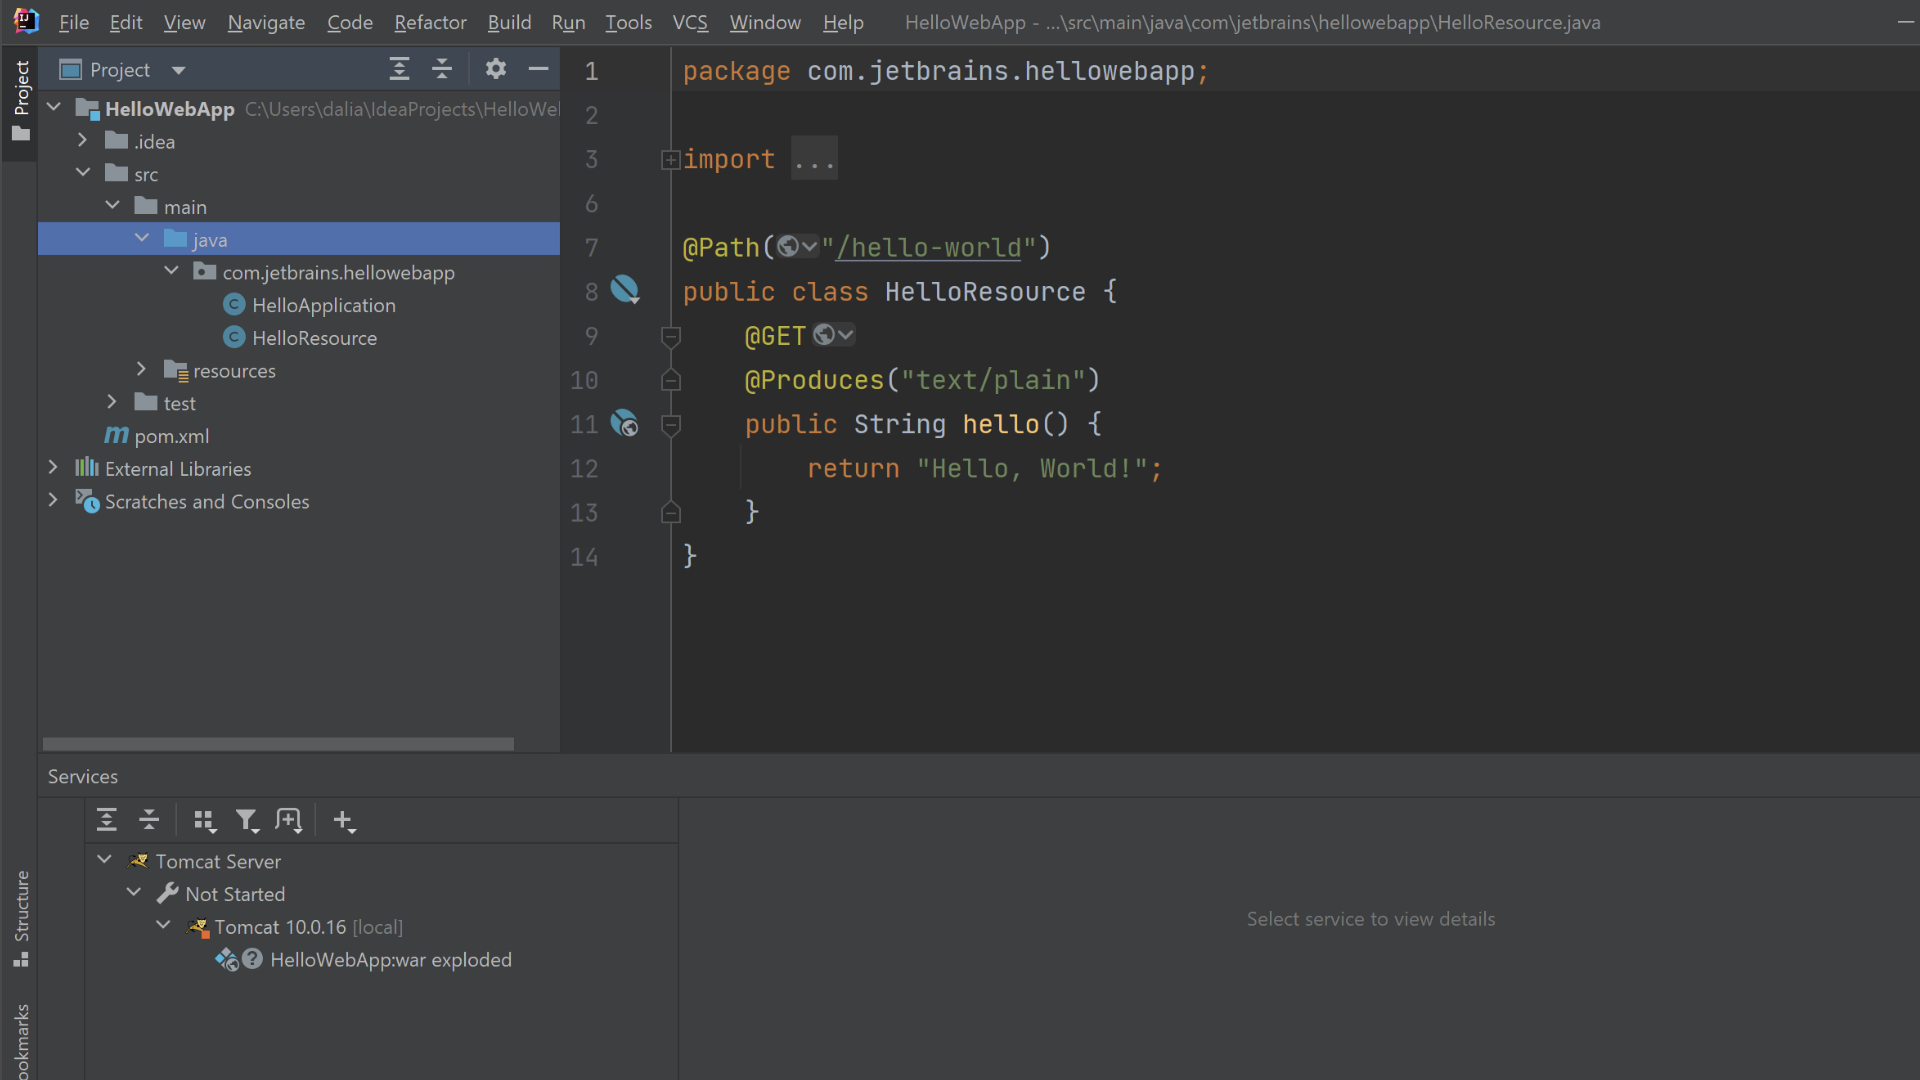 File Edit View Navigate Code Refactor Build Run Tools VCS Window Help HelloWebApp - ...\src\main\java\com\jetbrains\hellowebapp\HelloResource.java
Project
Project
HelloWebApp C:\Users\dalia\IdeaProjects\HelloWel
.idea
src
main
java
com.jetbrains.hellowebapp
HelloApplication
HelloResource
resources
test
pom.xml
External Libraries
Scratches and Consoles
1 package com.jetbrains.hellowebapp;
2
3 import ...
6
7 @Path("/hello-world")
8 public class HelloResource {
9 @GET
10 @Produces("text/plain")
11 public String hello() {
12 return "Hello, World!";
13 }
14 }
Services
Tomcat Server
Not Started
Tomcat 10.0.16 [local]
HelloWebApp:war exploded
Select service to view details
Structure
ookmarks